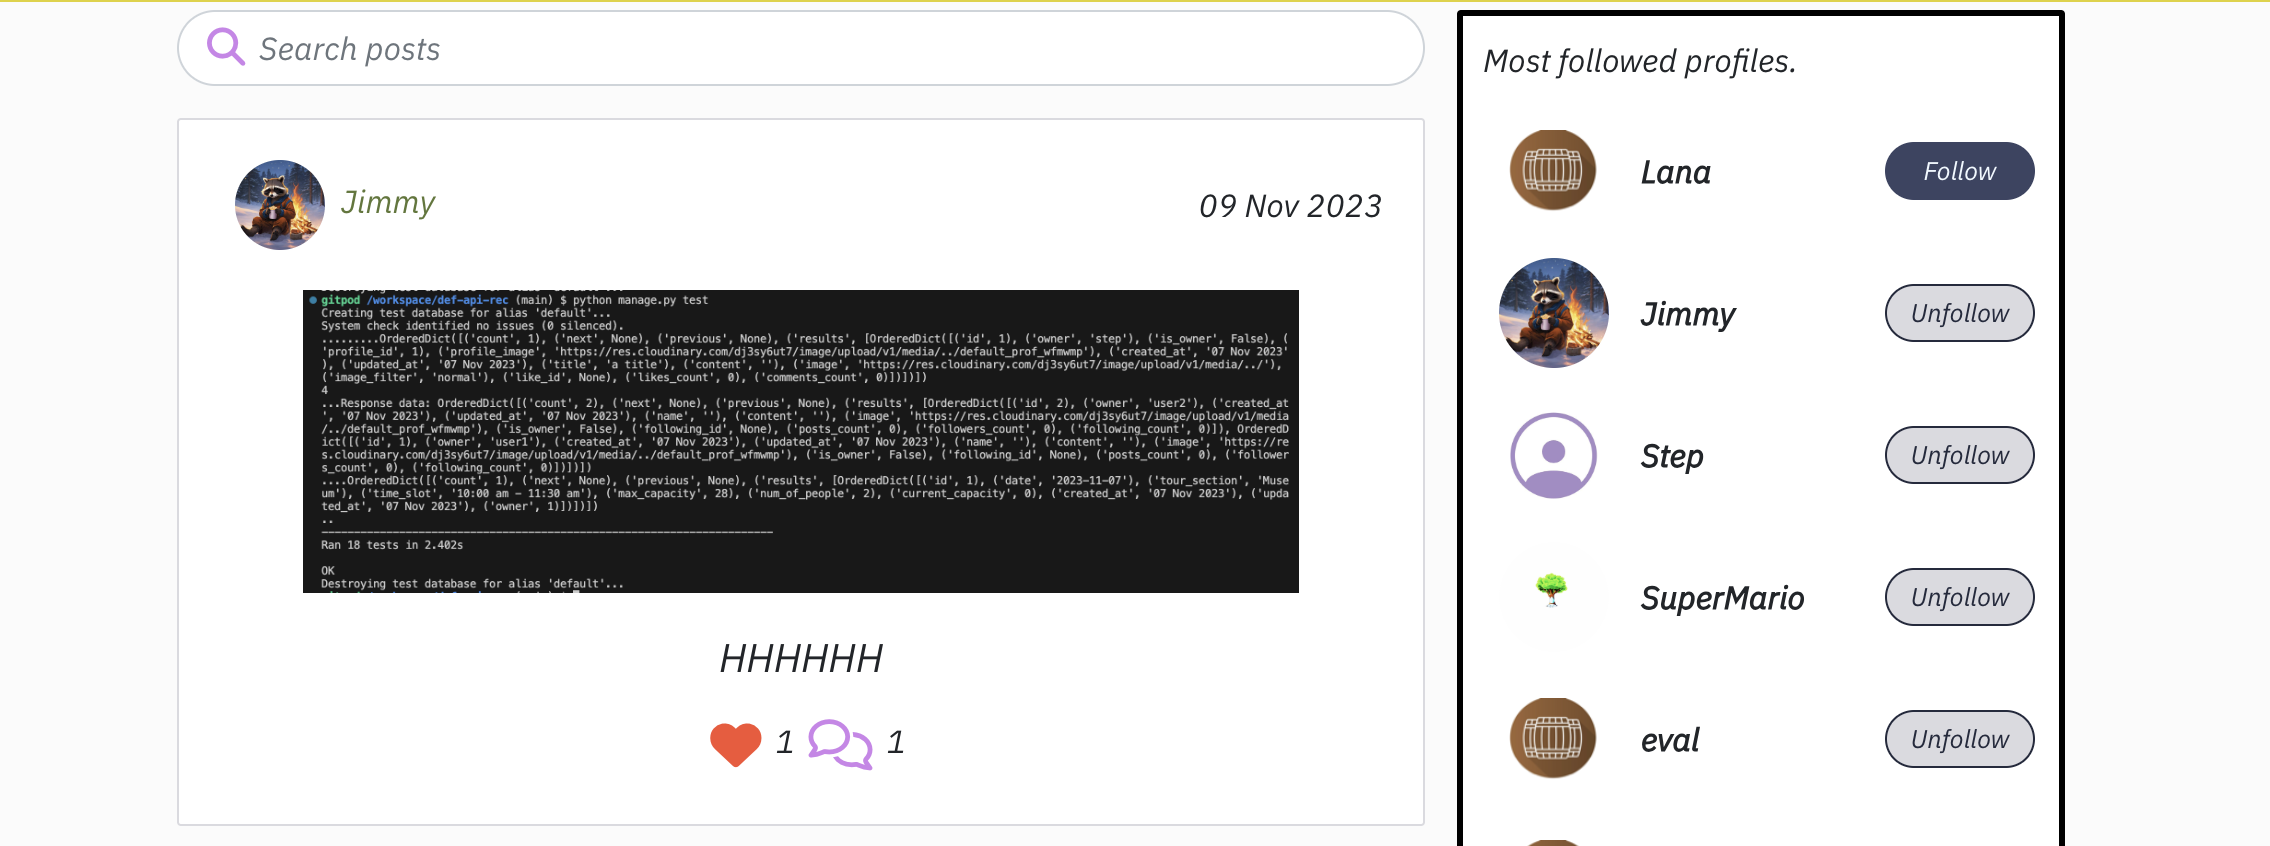 Search posts
Jimmy
09 Nov 2023
gitpod /workspace/def-api-rec (main) $ python manage.py test
Creating test database for alias 'default'...
System check identified no issues (0 silenced).
.........OrderedDict([('count', 1), ('next', None), ('previous', None), ('results', [OrderedDict([('id', 1), ('owner', 'step'), ('is_owner', False), (
'profile_id', 1), ('profile_image', 'https://res.cloudinary.com/dj3sy6ut7/image/upload/v1/media/../default_prof_wfmwmp'), ('created_at', '07 Nov 2023'
), ('updated_at', '07 Nov 2023'), ('title', 'a title'), ('content', ''), ('image', 'https://res.cloudinary.com/dj3sy6ut7/image/upload/v1/media/../'),
('image_filter', 'normal'), ('like_id', None), ('likes_count', 0), ('comments_count', 0)])])])
4
...Response data: OrderedDict([('count', 2), ('next', None), ('previous', None), ('results', [OrderedDict([('id', 2), ('owner', 'user2'), ('created_at
', '07 Nov 2023'), ('updated_at', '07 Nov 2023'), ('name', ''), ('content', ''), ('image', 'https://res.cloudinary.com/dj3sy6ut7/image/upload/v1/media
/../default_prof_wfmwmp'), ('is_owner', False), ('following_id', None), ('posts_count', 0), ('followers_count', 0), ('following_count', 0)]), OrderedD
ict([('id', 1), ('owner', 'user1'), ('created_at', '07 Nov 2023'), ('updated_at', '07 Nov 2023'), ('name', ''), ('content', ''), ('image', 'https://re
s.cloudinary.com/dj3sy6ut7/image/upload/v1/media/../default_prof_wfmwmp'), ('is_owner', False), ('following_id', None), ('posts_count', 0), ('follower
s_count', 0), ('following_count', 0)])])])
....OrderedDict([('count', 1), ('next', None), ('previous', None), ('results', [OrderedDict([('id', 1), ('date', '2023-11-07'), ('tour_section', 'Muse
um'), ('time_slot', '10:00 am – 11:30 am'), ('max_capacity', 28), ('num_of_people', 2), ('current_capacity', 0), ('created_at', '07 Nov 2023'), ('upda
ted_at', '07 Nov 2023'), ('owner', 1)])])])
..
----------------------------------------------------------------------
Ran 18 tests in 2.402s
OK
Destroying test database for alias 'default'...
HHHHHH
1 1
Most followed profiles.
Lana Follow
Jimmy Unfollow
Step Unfollow
SuperMario Unfollow
eval Unfollow